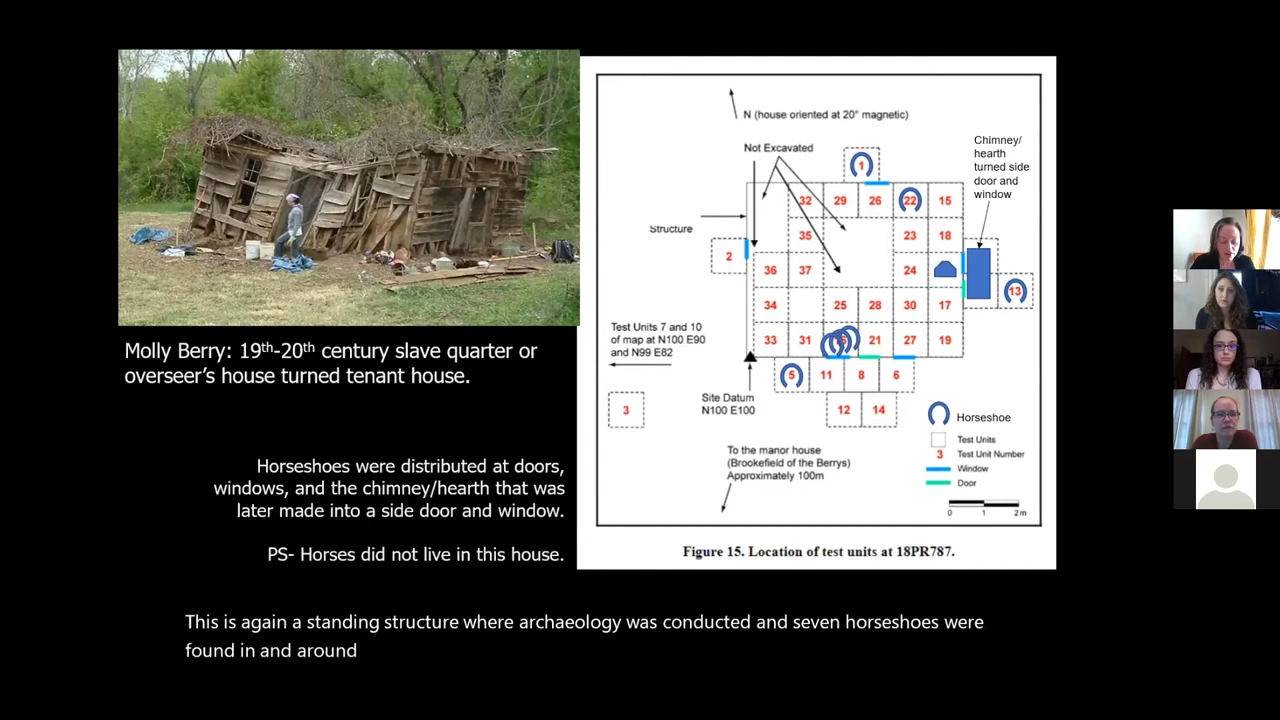 N (house oriented at 20° magnetic)
Not Excavated
Chimney/
hearth
turned side
door and
window
Structure
1
32 29 26 22 15
35 23 18
2
36 37 24
13
34 25 28 30 17
Test Units 7 and 10
of map at N100 E90
and N99 E82
33 31 21 27 19
5 11 8 6
3
Site Datum
N100 E100
12 14
To the manor house
(Brookefield of the Berrys)
Approximately 100m
Horseshoe
Test Units
3 Test Unit Number
Window
Door
0 1 2 m
Figure 15. Location of test units at 18PR787.
Molly Berry: 19th-20th century slave quarter or
overseer's house turned tenant house.
Horseshoes were distributed at doors,
windows, and the chimney/hearth that was
later made into a side door and window.
PS- Horses did not live in this house.
This is again a standing structure where archaeology was conducted and seven horseshoes were
found in and around